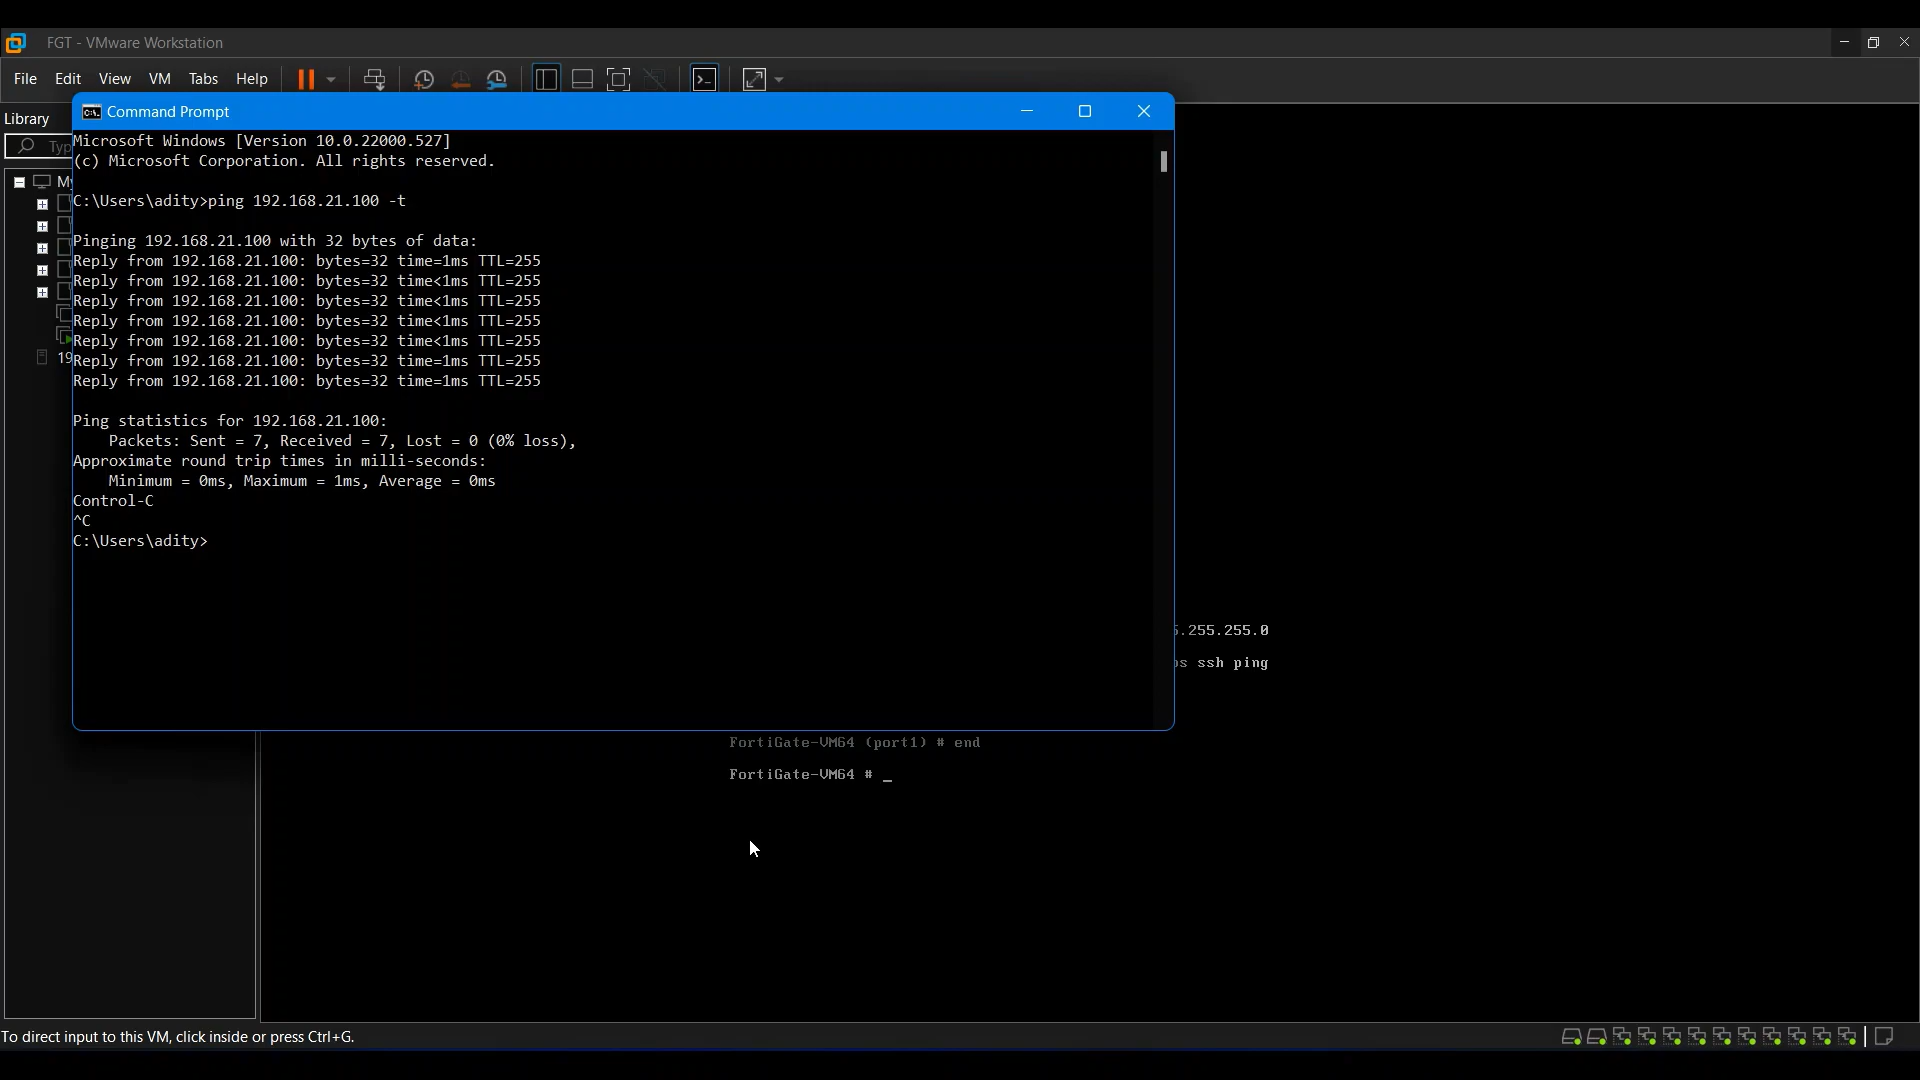 FGT - VMware Workstation
File Edit View VM Tabs Help
Command Prompt
Library
Typ
My
19
Microsoft Windows [Version 10.0.22000.527]
(c) Microsoft Corporation. All rights reserved.
C:\Users\adity>ping 192.168.21.100 -t
Pinging 192.168.21.100 with 32 bytes of data:
Reply from 192.168.21.100: bytes=32 time=1ms TTL=255
Reply from 192.168.21.100: bytes=32 time<1ms TTL=255
Reply from 192.168.21.100: bytes=32 time<1ms TTL=255
Reply from 192.168.21.100: bytes=32 time<1ms TTL=255
Reply from 192.168.21.100: bytes=32 time<1ms TTL=255
Reply from 192.168.21.100: bytes=32 time=1ms TTL=255
Reply from 192.168.21.100: bytes=32 time=1ms TTL=255
Ping statistics for 192.168.21.100:
Packets: Sent = 7, Received = 7, Lost = 0 (0% loss),
Approximate round trip times in milli-seconds:
Minimum = 0ms, Maximum = 1ms, Average = 0ms
Control-C
^C
C:\Users\adity>
.255.255.0
ssh ping
FortiGate-VM64 (port1) # end
FortiGate-VM64 # _
To direct input to this VM, click inside or press Ctrl+G.